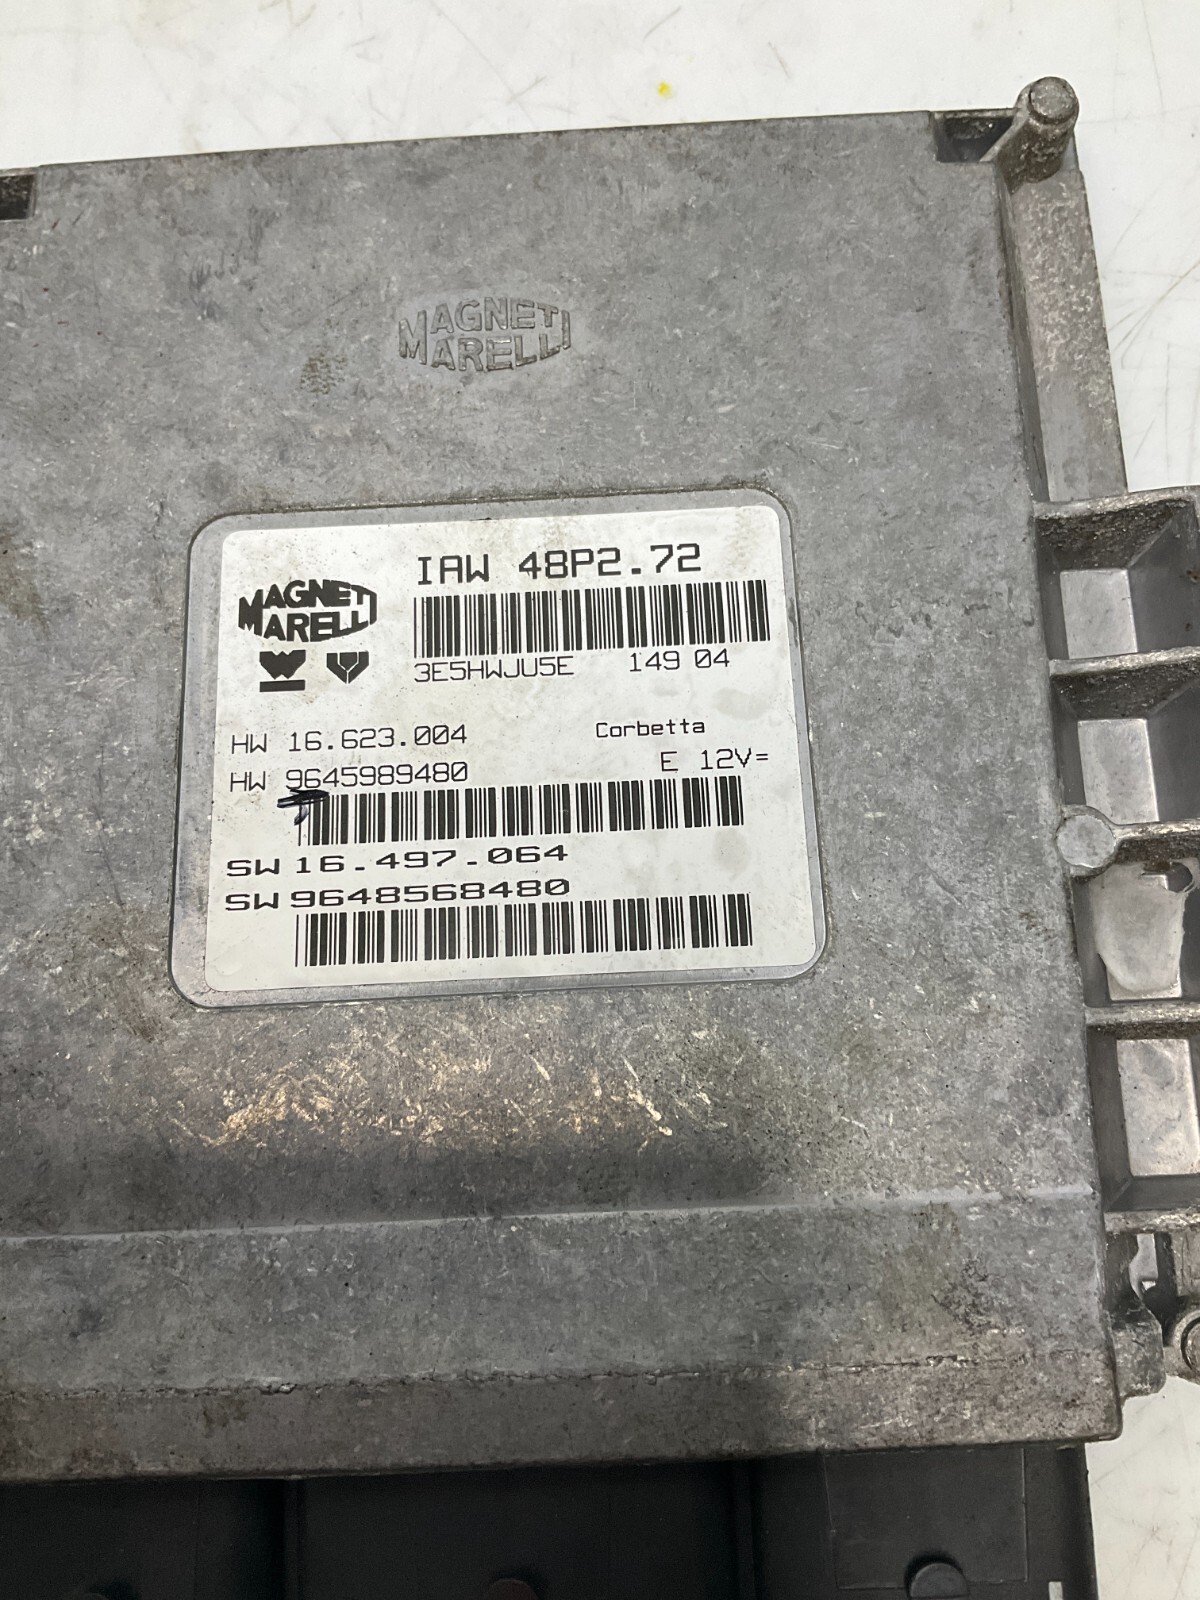 MAGNETI
MARELLI
IAW 48P2.72
MAGNETI
MARELLI
3E5HWJU5E 149 04
HW 16.623.004 Corbetta
HW 9645989480 E 12V=
SW 16.497.064
SW 9648568480